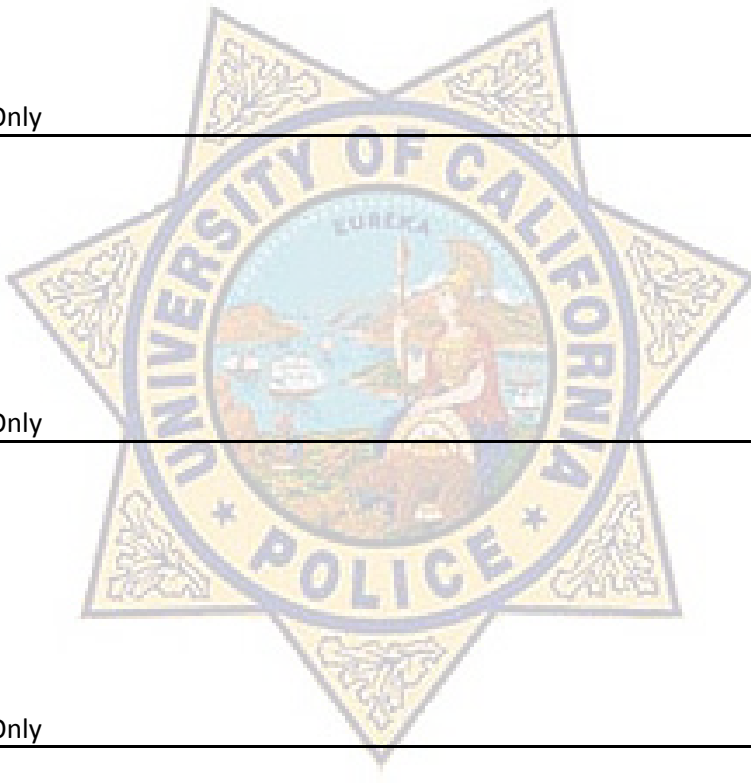 Only
UNIVERSITY OF CALIFORNIA
EUREKA
Only
POLICE
Only